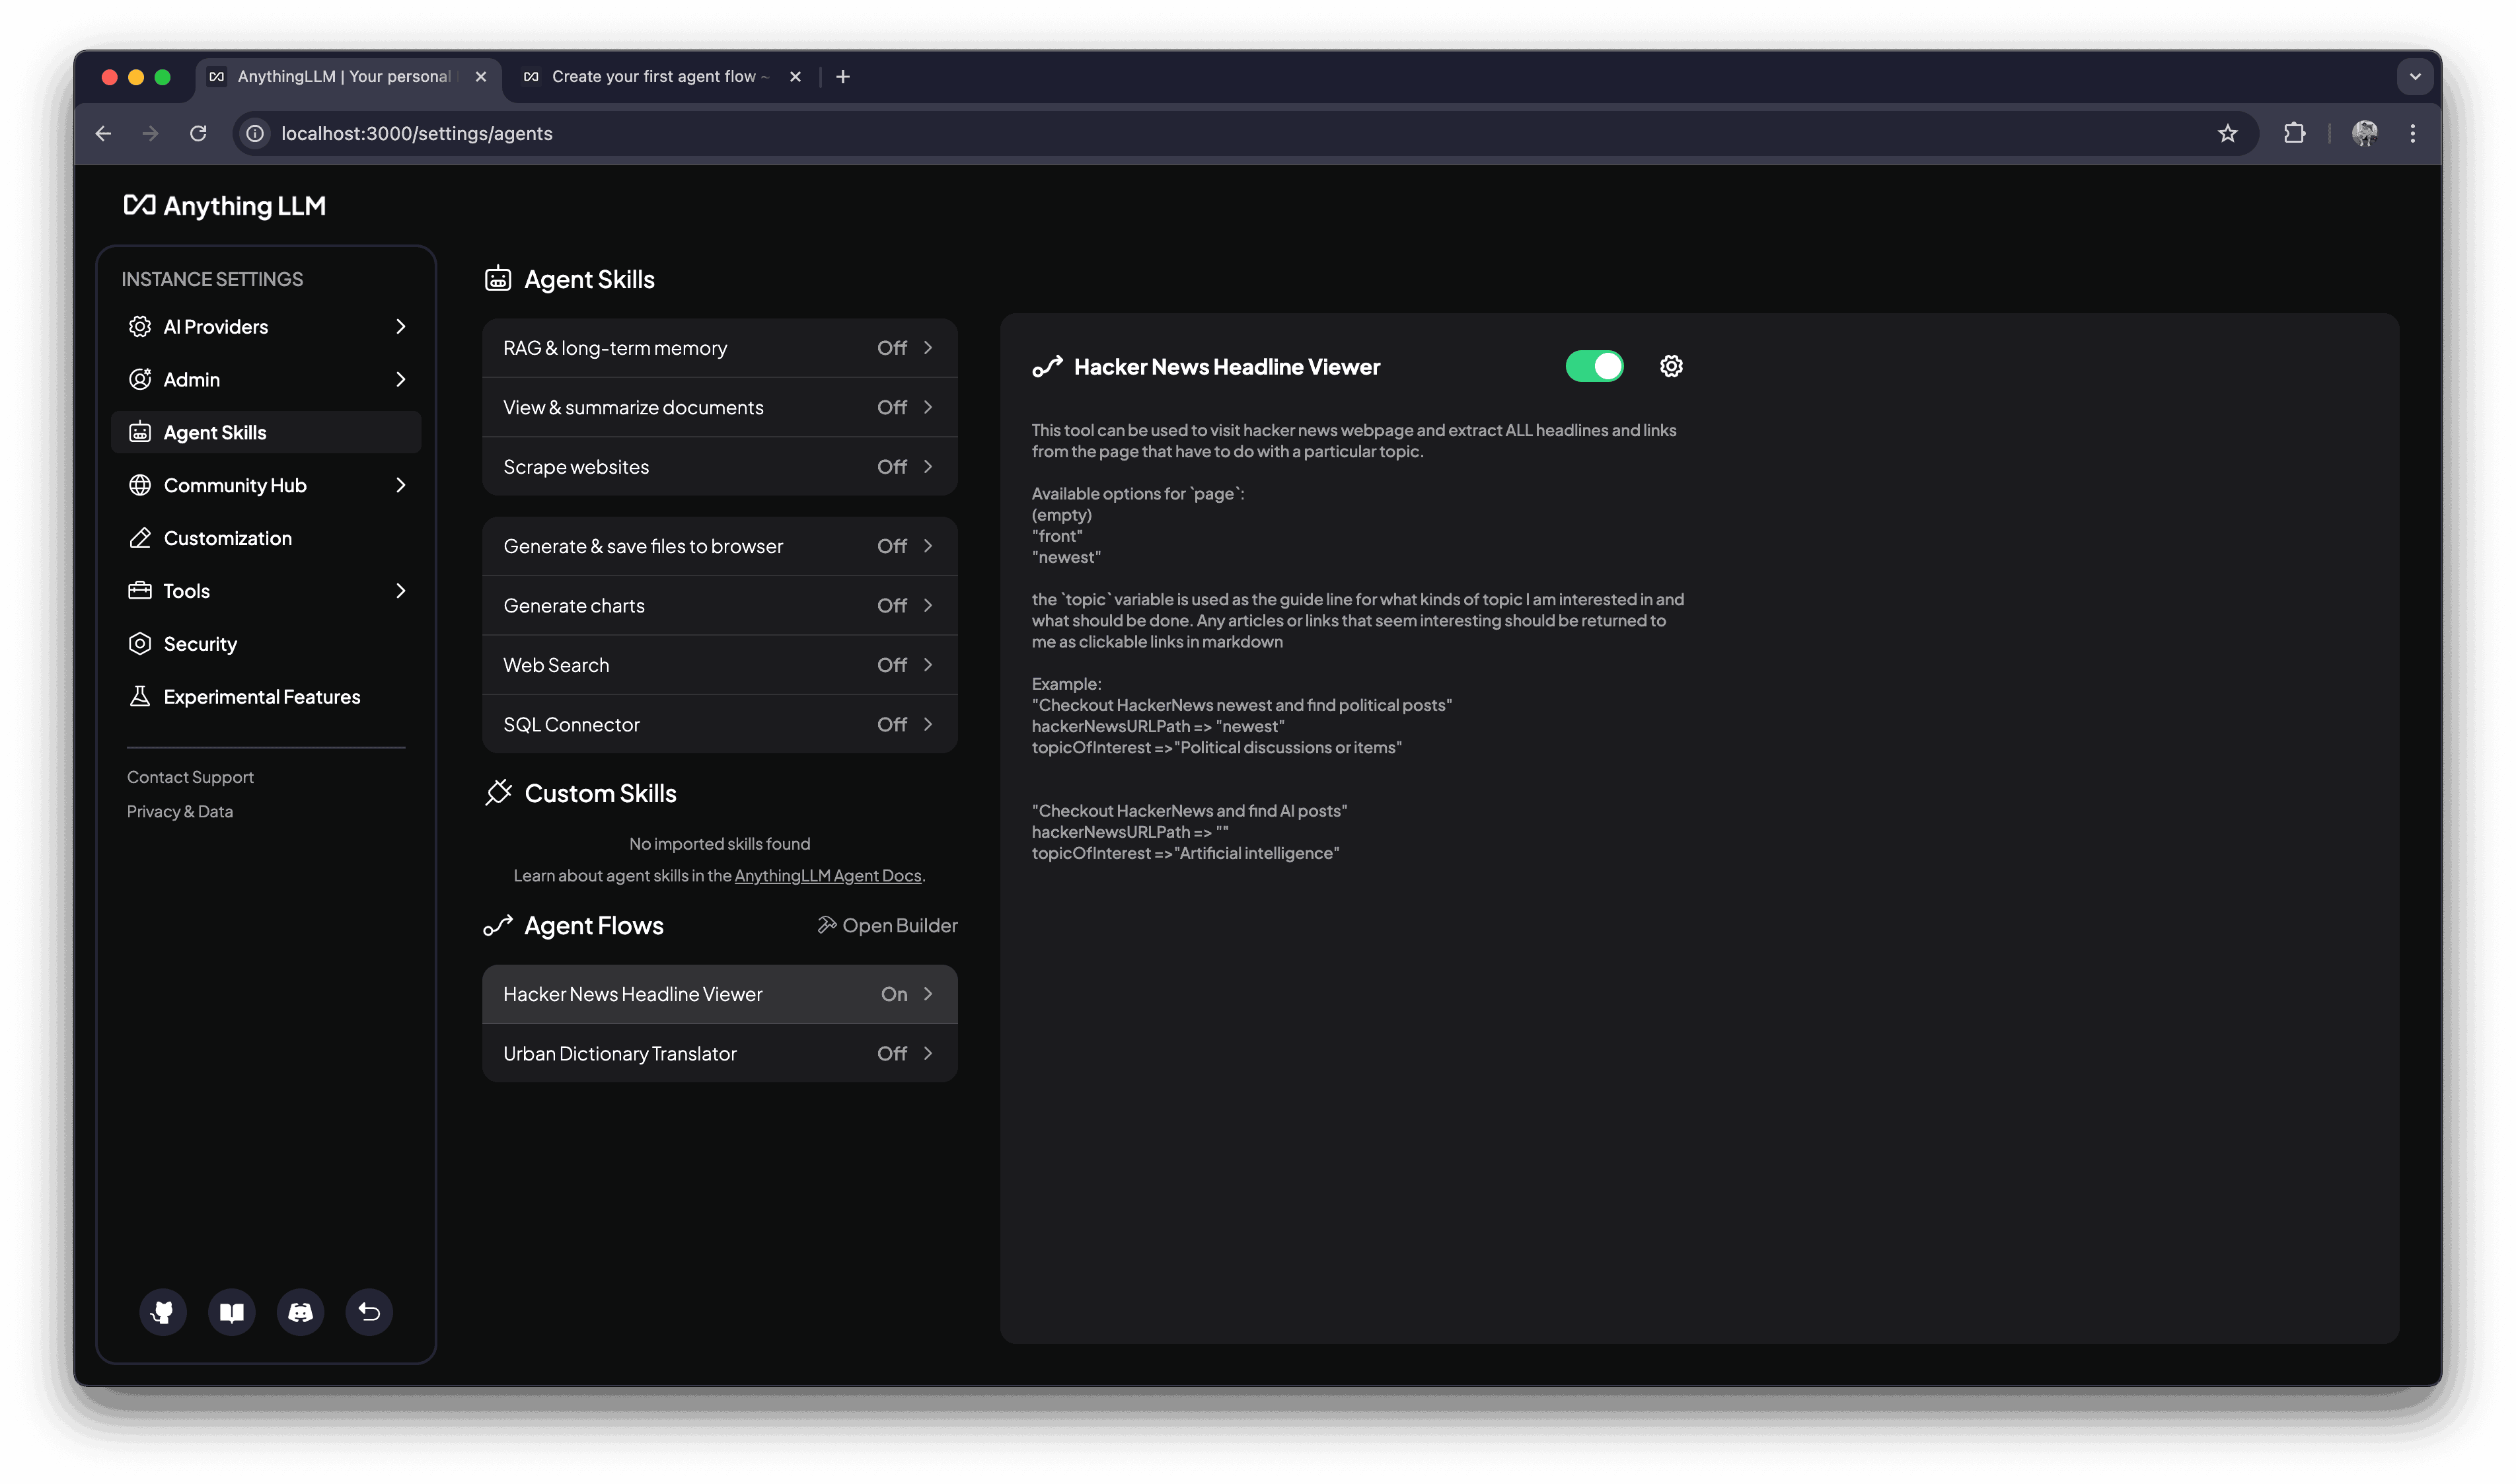 AnythingLLM | Your personal
Create your first agent flow ~
localhost:3000/settings/agents
Anything LLM
INSTANCE SETTINGS
AI Providers
Admin
Agent Skills
Community Hub
Customization
Tools
Security
Experimental Features
Contact Support
Privacy & Data
Agent Skills
RAG & long-term memory Off
View & summarize documents Off
Scrape websites Off
Generate & save files to browser Off
Generate charts Off
Web Search Off
SQL Connector Off
Custom Skills
No imported skills found
Learn about agent skills in the AnythingLLM Agent Docs.
Agent Flows Open Builder
Hacker News Headline Viewer On
Urban Dictionary Translator Off
Hacker News Headline Viewer
This tool can be used to visit hacker news webpage and extract ALL headlines and links
from the page that have to do with a particular topic.
Available options for `page`:
(empty)
"front"
"newest"
the `topic` variable is used as the guide line for what kinds of topic I am interested in and
what should be done. Any articles or links that seem interesting should be returned to
me as clickable links in markdown
Example:
"Checkout HackerNews newest and find political posts"
hackerNewsURLPath => "newest"
topicOfInterest => "Political discussions or items"
"Checkout HackerNews and find AI posts"
hackerNewsURLPath => ""
topicOfInterest => "Artificial intelligence"